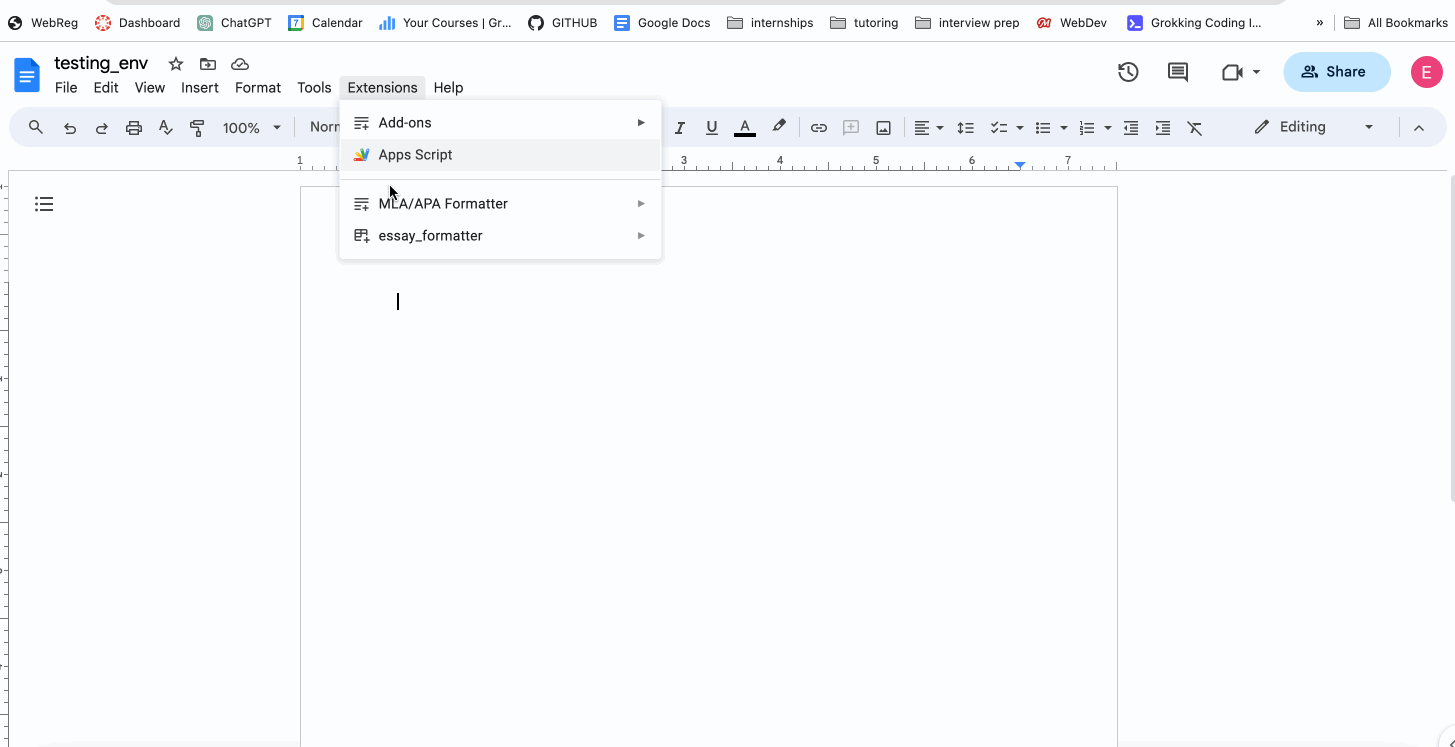 WebReg Dashboard ChatGPT 7 Calendar Your Courses | Gr... GITHUB Google Docs internships tutoring interview prep WebDev Grokking Coding I... » All Bookmarks
testing_env
File Edit View Insert Format Tools Extensions Help
Share
E
100% Norm
Editing
Add-ons
Apps Script
MLA/APA Formatter
essay_formatter
1 3 4 5 6 7